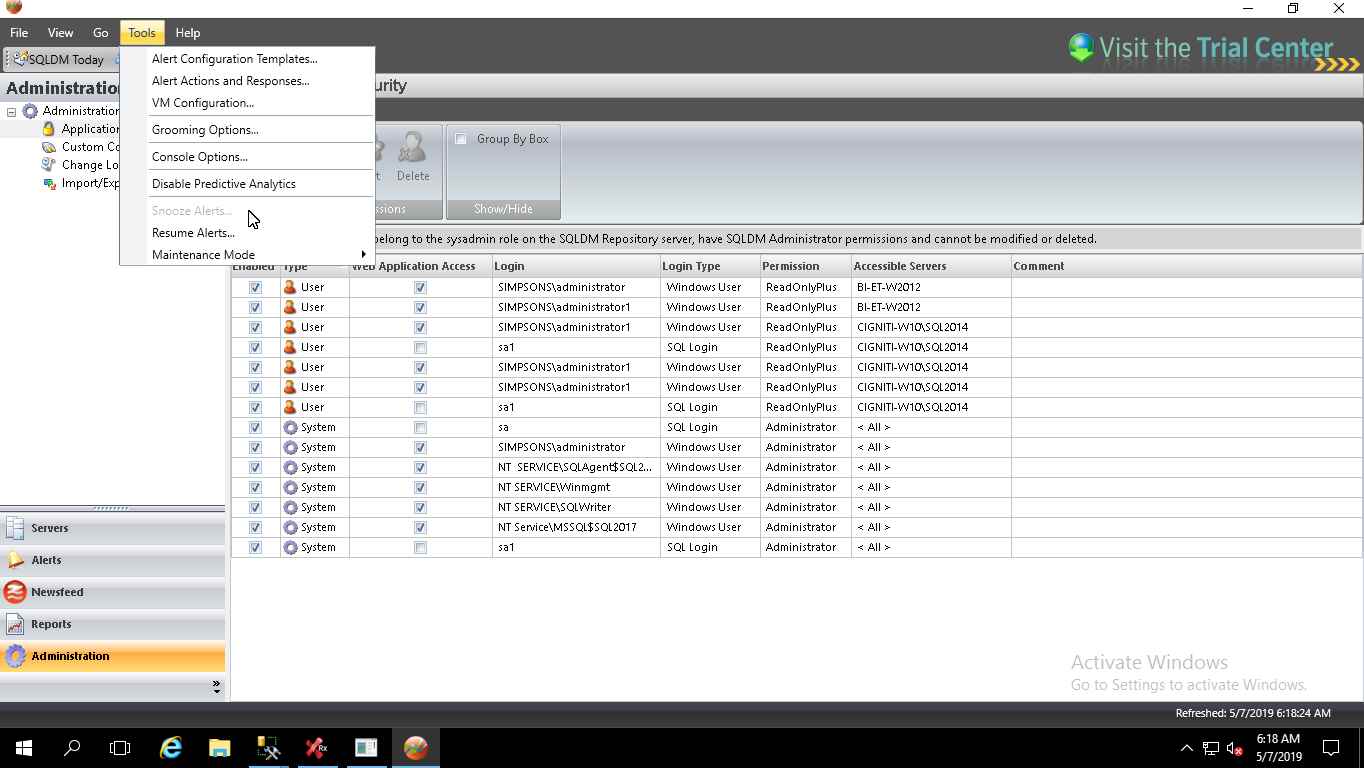 File View Go Tools Help
SQLDM Today
Visit the Trial Center
Alert Configuration Templates...
Alert Actions and Responses...
VM Configuration...
Grooming Options...
Console Options...
Disable Predictive Analytics
Snooze Alerts...
Resume Alerts...
Maintenance Mode
Administratio
urity
Administration
Application
Custom Co
Change Lo
Import/Exp
t Delete
ssions
Group By Box
Show/Hide
belong to the sysadmin role on the SQLDM Repository server, have SQLDM Administrator permissions and cannot be modified or deleted.
Enabled Type Web Application Access Login Login Type Permission Accessible Servers Comment
User SIMPSONS\administrator Windows User ReadOnlyPlus BI-ET-W2012
User SIMPSONS\administrator1 Windows User ReadOnlyPlus BI-ET-W2012
User SIMPSONS\administrator1 Windows User ReadOnlyPlus CIGNITI-W10\SQL2014
User sa1 SQL Login ReadOnlyPlus CIGNITI-W10\SQL2014
User SIMPSONS\administrator1 Windows User ReadOnlyPlus CIGNITI-W10\SQL2014
User SIMPSONS\administrator1 Windows User ReadOnlyPlus CIGNITI-W10\SQL2014
User sa1 SQL Login ReadOnlyPlus CIGNITI-W10\SQL2014
System sa SQL Login Administrator < All >
System SIMPSONS\administrator Windows User Administrator < All >
System NT SERVICE\SQLAgent$SQL2... Windows User Administrator < All >
System NT SERVICE\Winmgmt Windows User Administrator < All >
System NT SERVICE\SQLWriter Windows User Administrator < All >
System NT Service\MSSQL$SQL2017 Windows User Administrator < All >
System sa1 SQL Login Administrator < All >
Servers
Alerts
Newsfeed
Reports
Administration
Activate Windows
Go to Settings to activate Windows.
Refreshed: 5/7/2019 6:18:24 AM
Rx
6:18 AM
5/7/2019